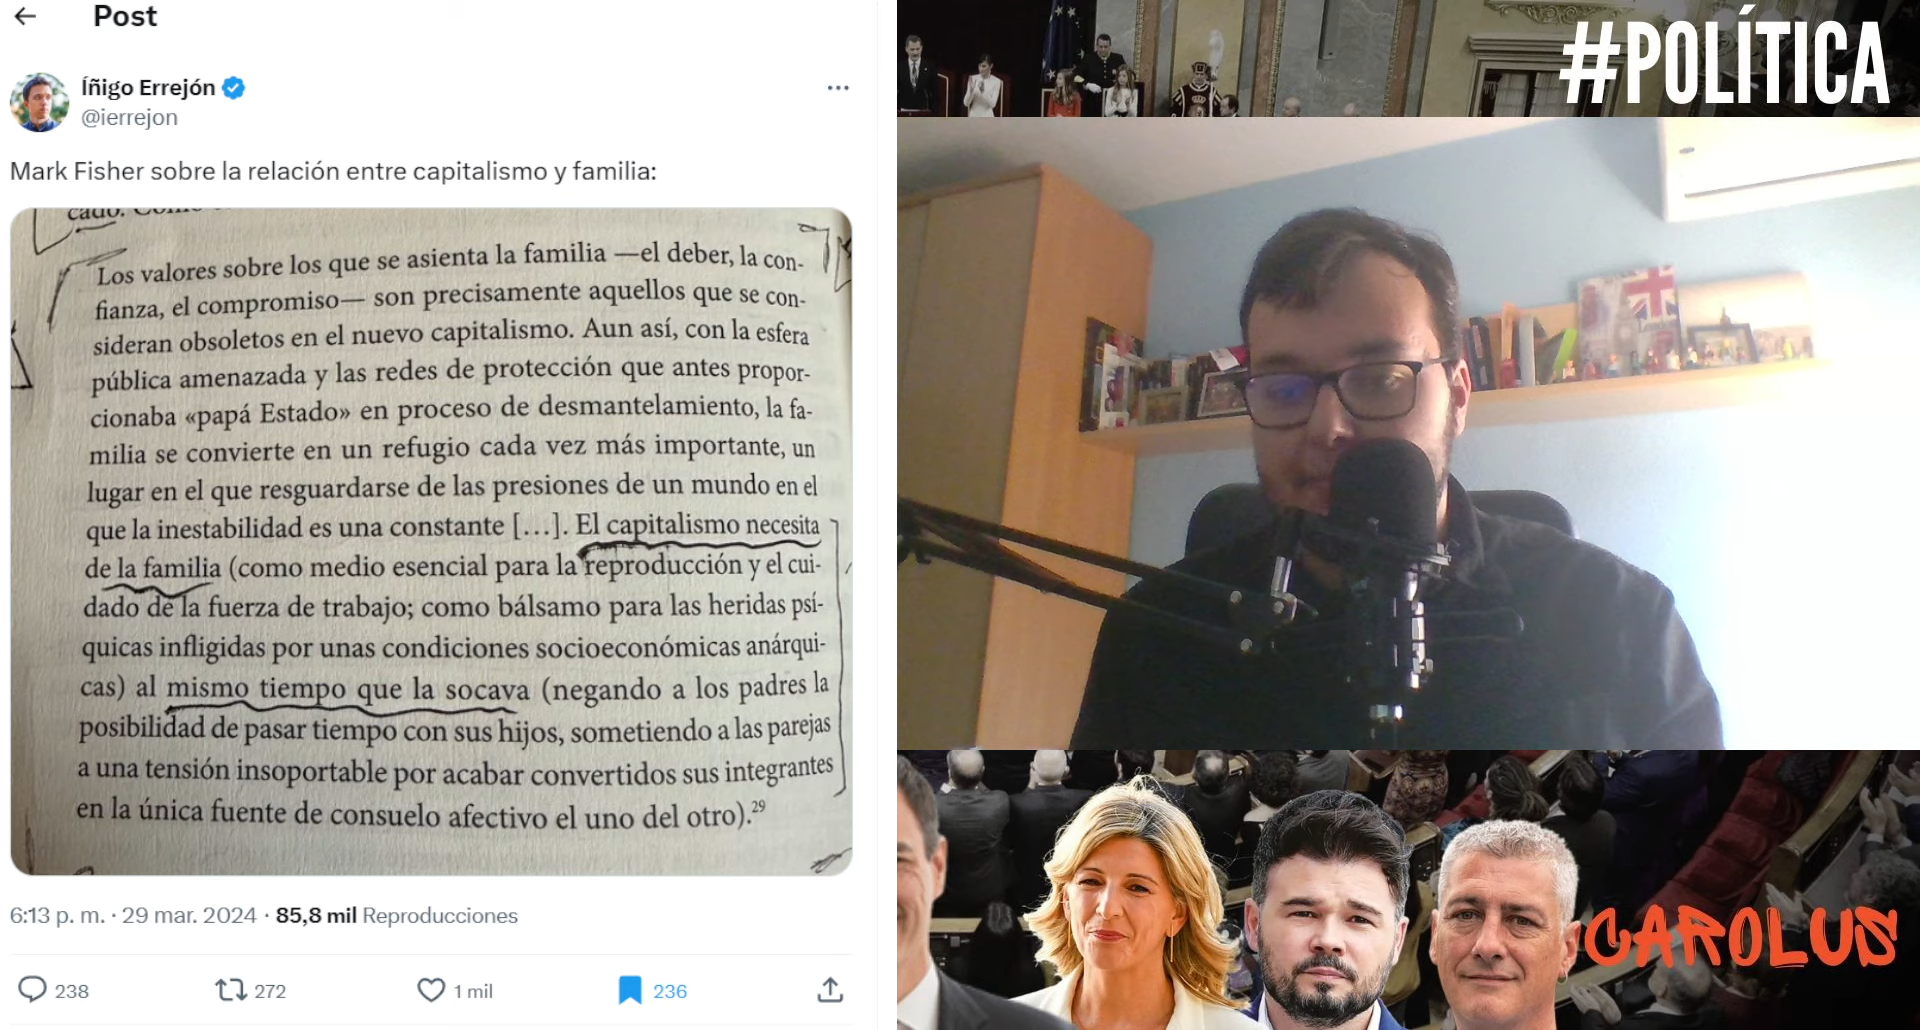 Post
Íñigo Errejón
@ierrejon
Mark Fisher sobre la relación entre capitalismo y familia:
Los valores sobre los que se asienta la familia —el deber, la con-
fianza, el compromiso— son precisamente aquellos que se con-
sideran obsoletos en el nuevo capitalismo. Aun así, con la esfera
pública amenazada y las redes de protección que antes propor-
cionaba «papá Estado» en proceso de desmantelamiento, la fa-
milia se convierte en un refugio cada vez más importante, un
lugar en el que resguardarse de las presiones de un mundo en el
que la inestabilidad es una constante […]. El capitalismo necesita
de la familia (como medio esencial para la reproducción y el cui-
dado de la fuerza de trabajo; como bálsamo para las heridas psí-
quicas infligidas por unas condiciones socioeconómicas anárqui-
cas) al mismo tiempo que la socava (negando a los padres la
posibilidad de pasar tiempo con sus hijos, sometiendo a las parejas
a una tensión insoportable por acabar convertidos sus integrantes
en la única fuente de consuelo afectivo el uno del otro).29
6:13 p. m. · 29 mar. 2024 · 85,8 mil Reproducciones
238 272 1 mil 236
#POLÍTICA
CAROLUS